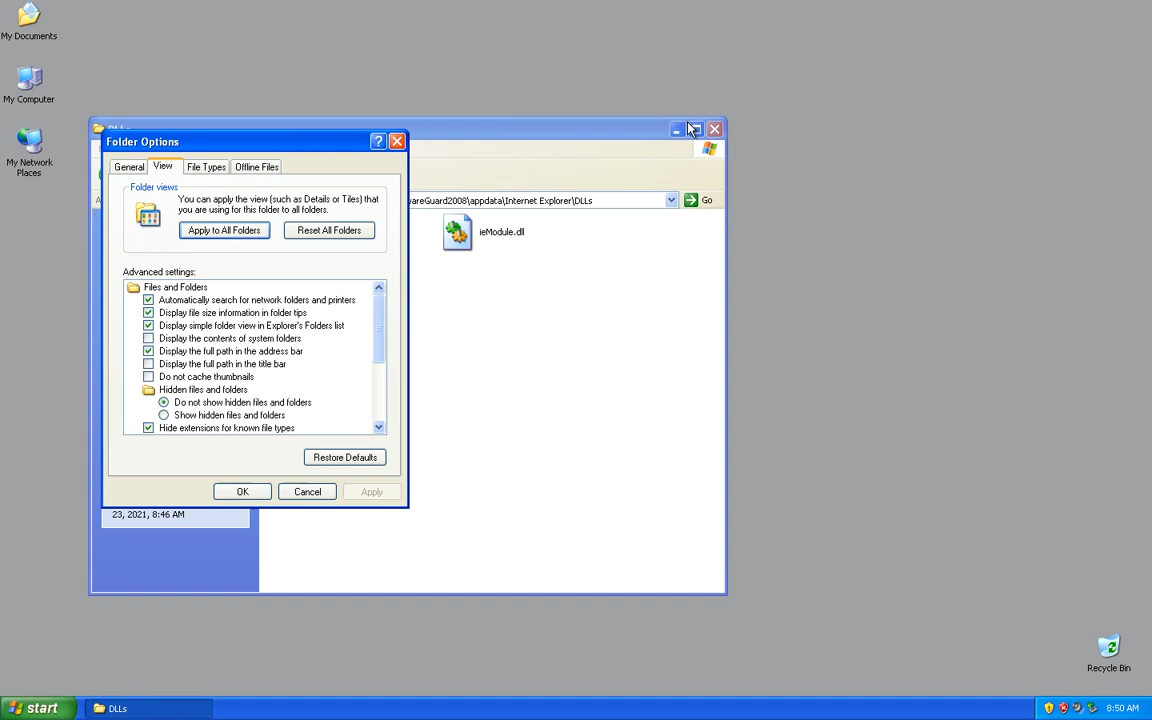 My Documents
My Computer
My Network
Places
DLLs
Folder Options
General
View
File Types
Offline Files
Folder views
You can apply the view (such as Details or Tiles) that
you are using for this folder to all folders.
Apply to All Folders
Reset All Folders
Advanced settings:
Files and Folders
Automatically search for network folders and printers
Display file size information in folder tips
Display simple folder view in Explorer's Folders list
Display the contents of system folders
Display the full path in the address bar
Display the full path in the title bar
Do not cache thumbnails
Hidden files and folders
Do not show hidden files and folders
Show hidden files and folders
Hide extensions for known file types
Restore Defaults
OK
Cancel
Apply
wareGuard2008\appdata\Internet Explorer\DLLs
Go
ieModule.dll
23, 2021, 8:46 AM
Recycle Bin
start
DLLs
8:50 AM